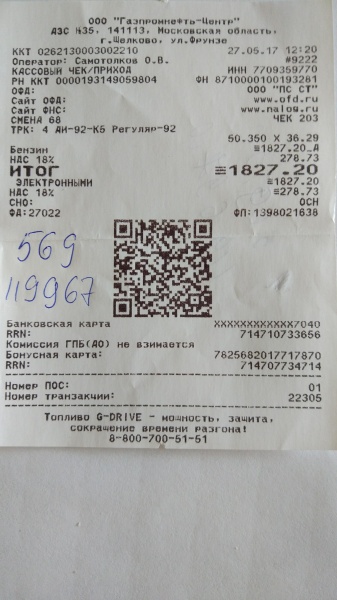 ООО "Газпромнефть-Центр"
АЗС №35, 141113, Московская область,
г.Щелково, ул.Фрунзе
ККТ 0262130003002210 27.05.17 12:20
Оператор: Самотолков О.В. #9222
КАССОВЫЙ ЧЕК/ПРИХОД ИНН 7709359770
РН ККТ 0000193149059804 ФН 8710000100193281
ОФД: ООО "ПС СТ"
Сайт ОФД: www.ofd.ru
Сайт ФНС: www.nalog.ru
СМЕНА 68 ЧЕК 203
ТРК: 4 АИ-92-К5 Регуляр-92
50.350 X 36.29
Бензин ≡1827.20_А
НДС 18% 278.73
ИТОГ ≡1827.20
ЭЛЕКТРОННЫМИ ≡1827.20
НДС 18% 278.73
СНО: ОСН
ФД:27022 ФП:1398021638
569
119967
Банковская карта XXXXXXXXXXXX7040
RRN: 714710733656
Комиссия ГПБ(АО) не взимается
Бонусная карта: 7825682017717870
RRN: 714707734714
Номер ПОС: 01
Номер транзакции: 22305
Топливо G-DRIVE - мощность, защита,
сокращение времени разгона!
8-800-700-51-51